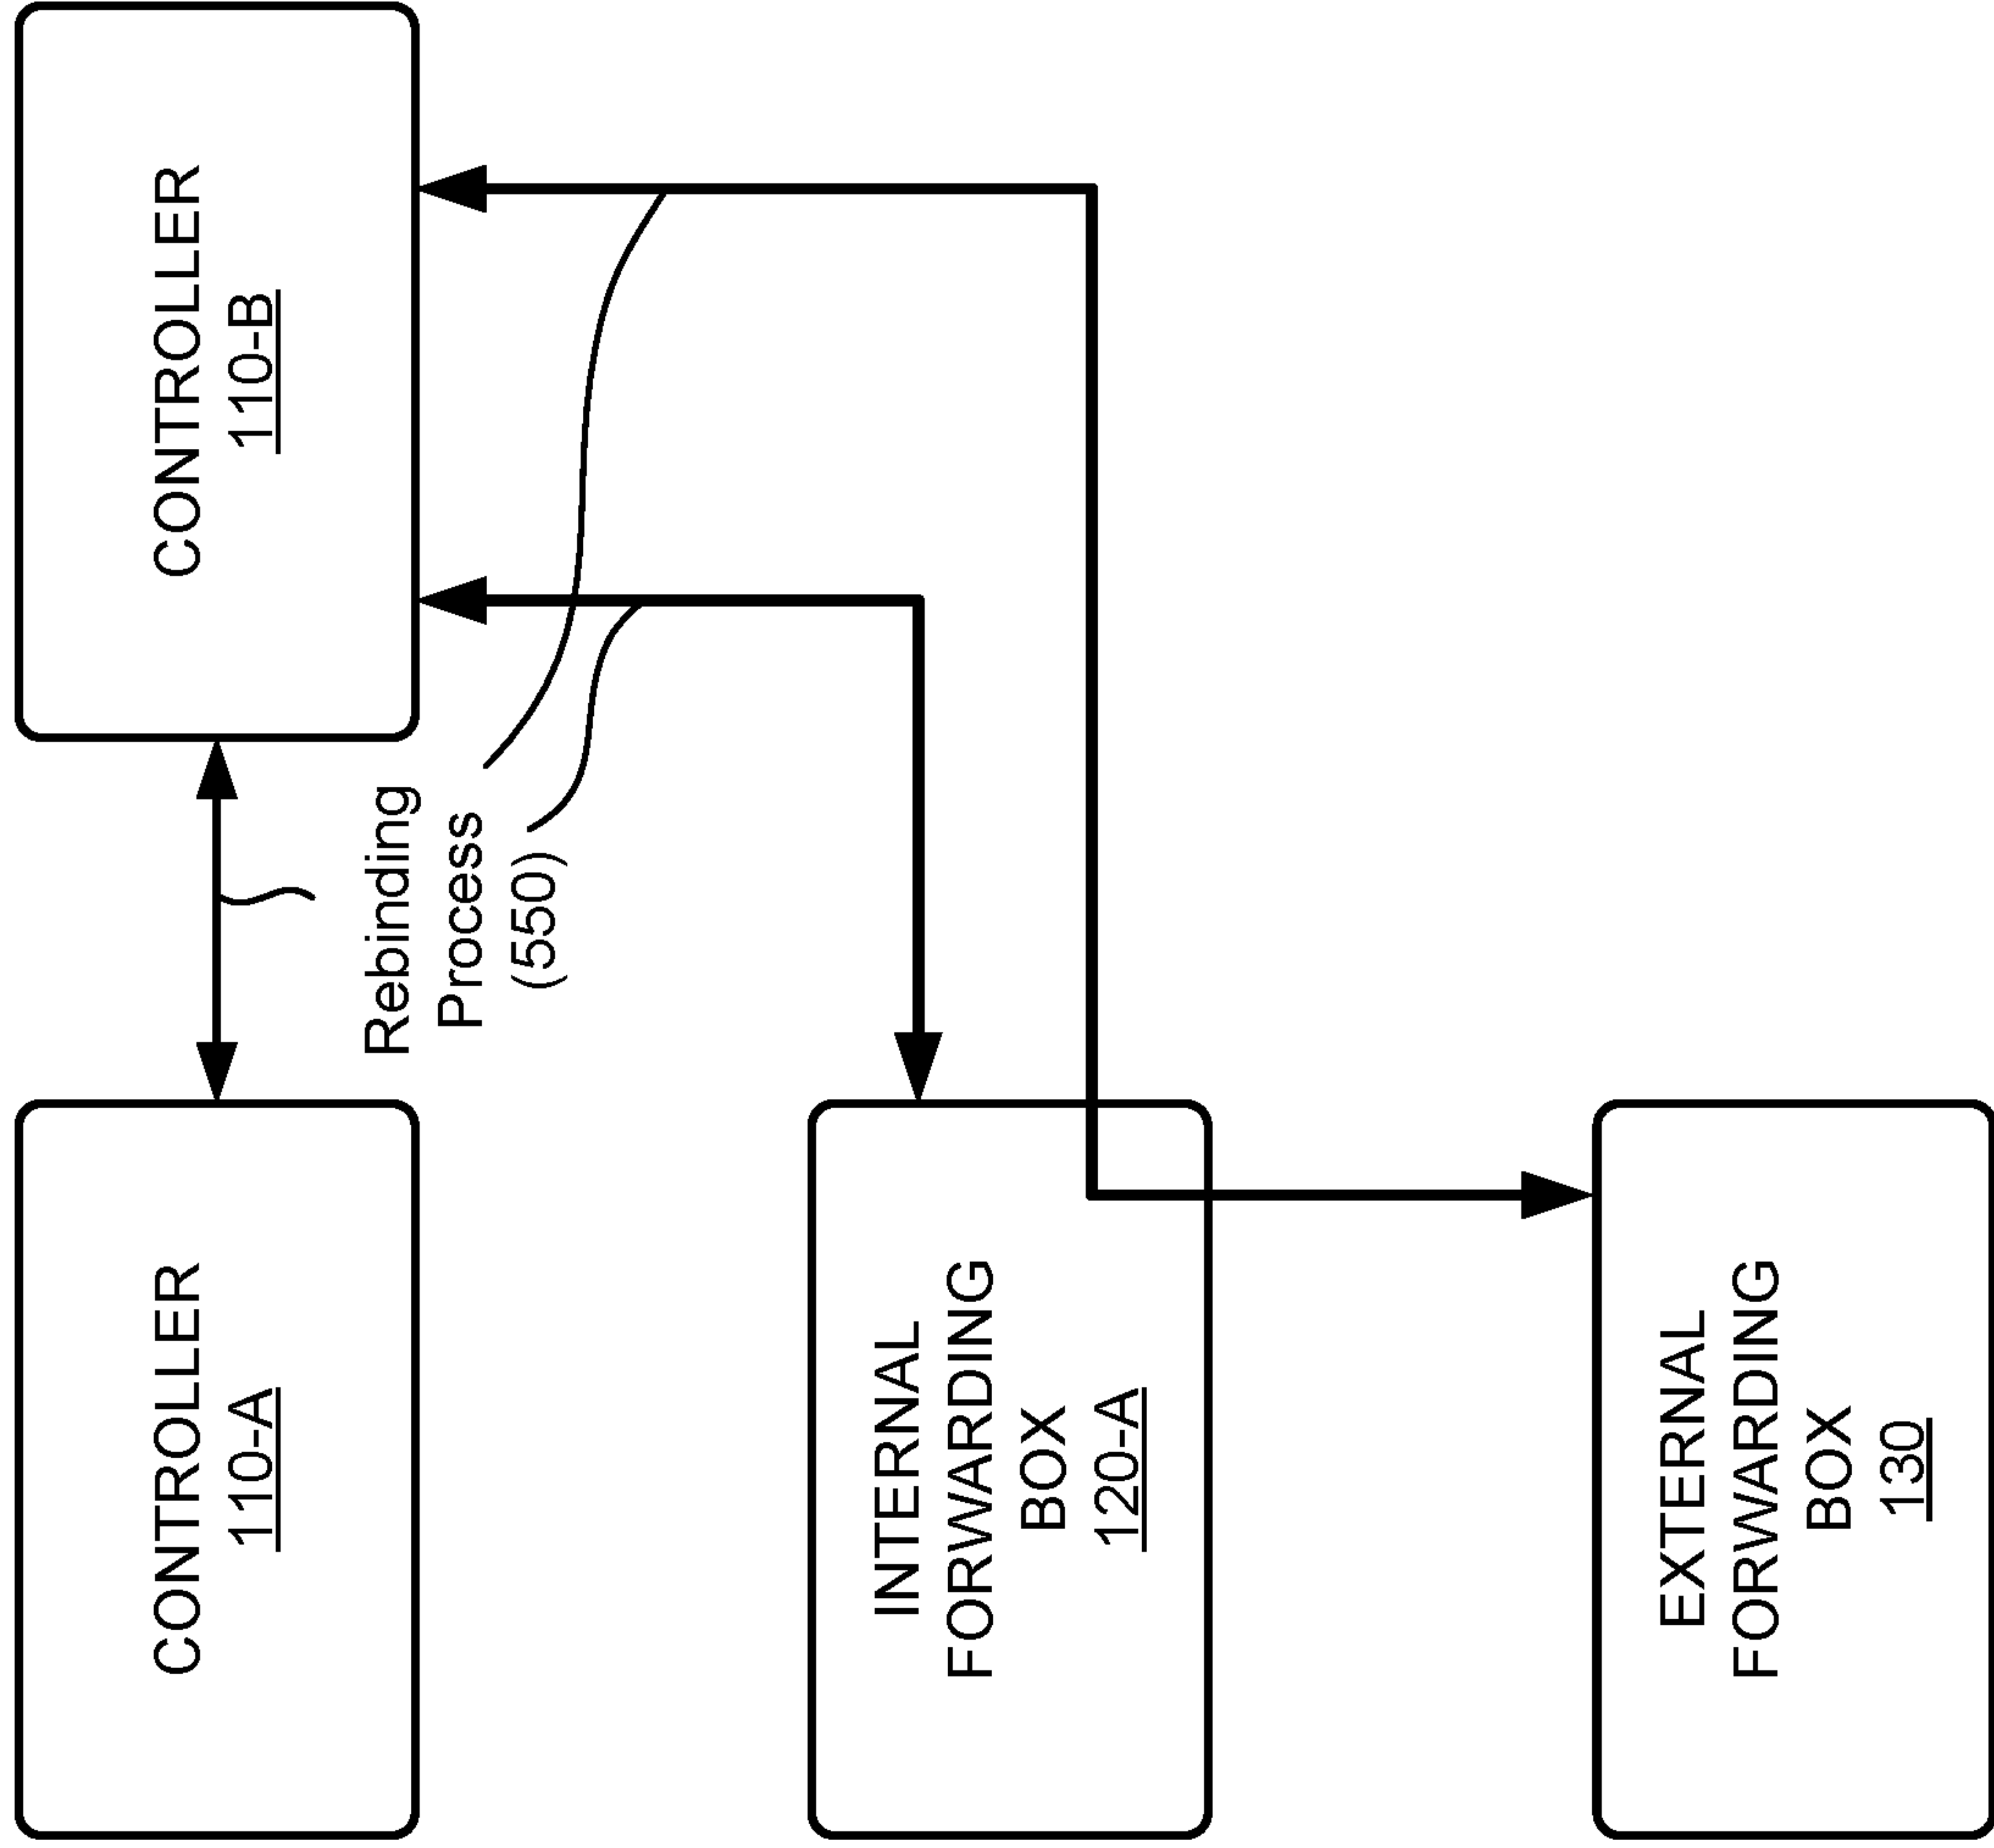 CONTROLLER
110-A
CONTROLLER
110-B
Rebinding
Process
(550)
INTERNAL
FORWARDING
BOX
120-A
EXTERNAL
FORWARDING
BOX
130